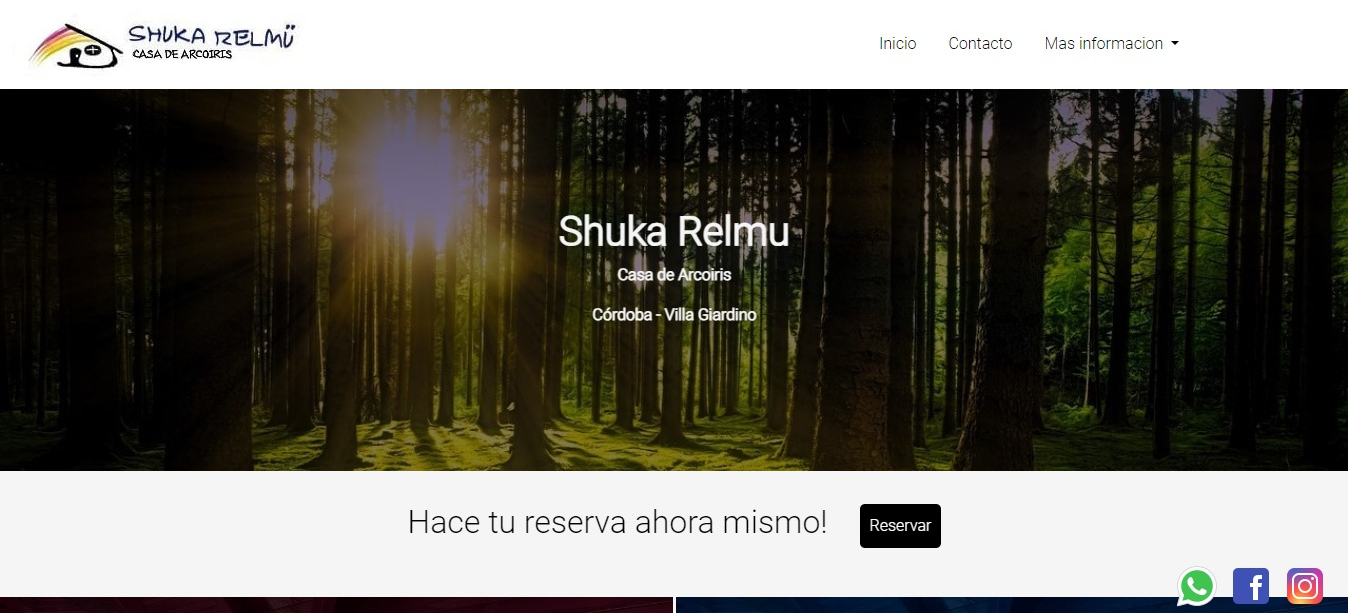 SHUKA RELMÜ
CASA DE ARCOIRIS
Inicio
Contacto
Mas informacion
Shuka Relmu
Casa de Arcoiris
Córdoba - Villa Giardino
Hace tu reserva ahora mismo!
Reservar